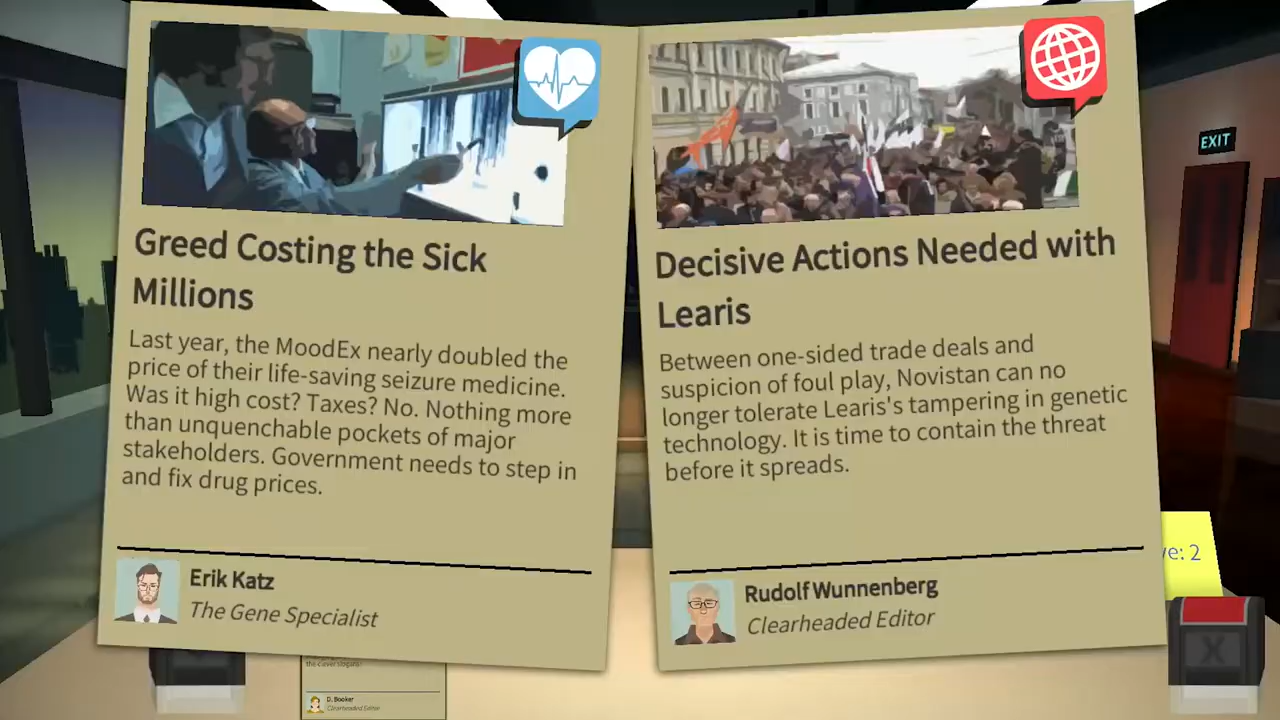 Greed Costing the Sick
Millions
Last year, the MoodEx nearly doubled the
price of their life-saving seizure medicine.
Was it high cost? Taxes? No. Nothing more
than unquenchable pockets of major
stakeholders. Government needs to step in
and fix drug prices.
Erik Katz
The Gene Specialist
Decisive Actions Needed with
Learis
Between one-sided trade deals and
suspicion of foul play, Novistan can no
longer tolerate Learis's tampering in genetic
technology. It is time to contain the threat
before it spreads.
Rudolf Wunnenberg
Clearheaded Editor
EXIT
ve: 2
X
D. Booker
Clearheaded Editor